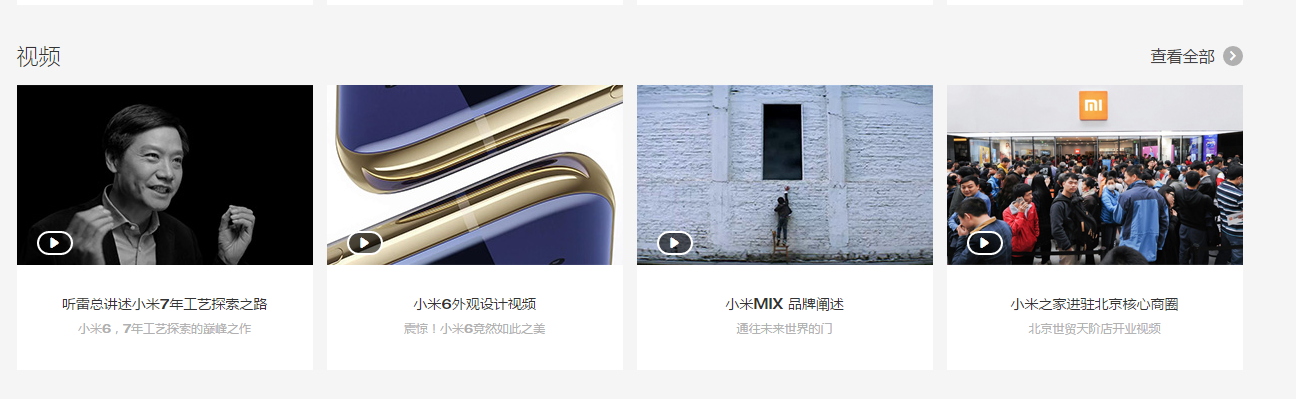 视频
查看全部
mi
听雷总讲述小米7年工艺探索之路
小米6，7年工艺探索的巅峰之作
小米6外观设计视频
震惊！小米6竟然如此之美
小米MIX 品牌阐述
通往未来世界的门
小米之家进驻北京核心商圈
北京世贸天阶店开业视频